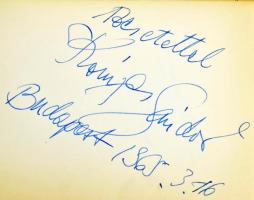 Szeretettel
Kónya Sándor
Budapest 1965.3.16